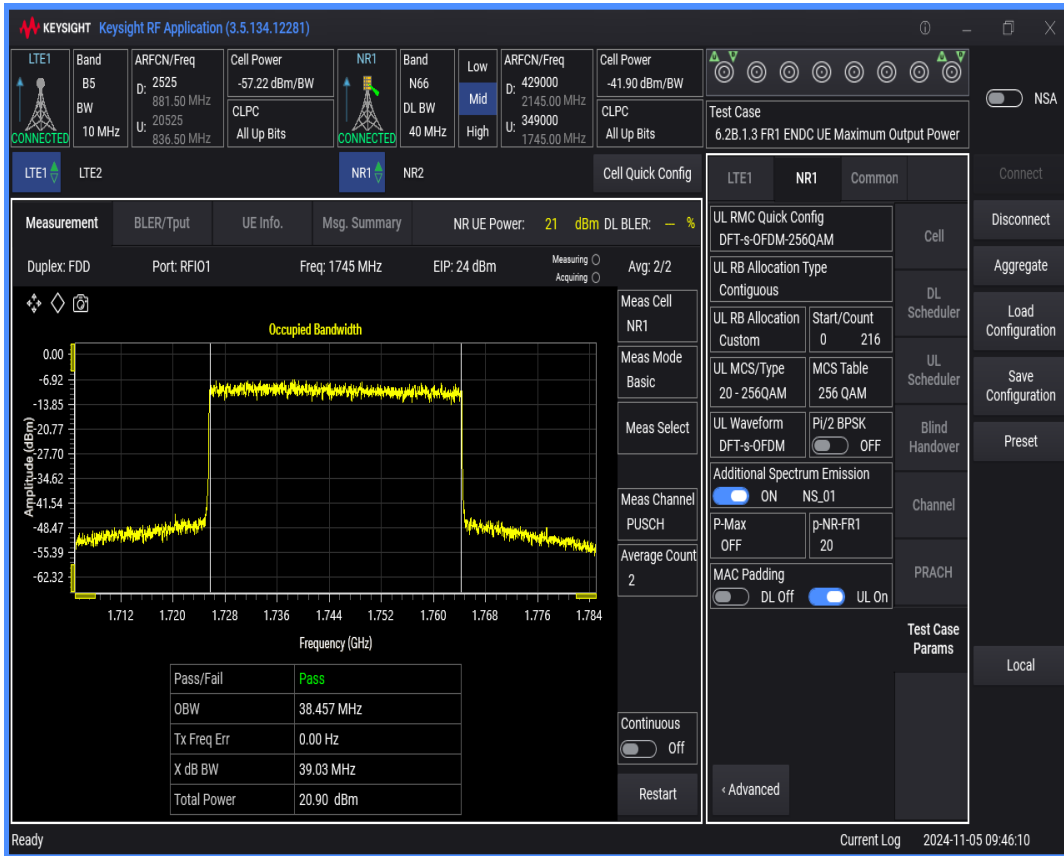 KEYSIGHT Keysight RF Application (3.5.134.12281)
LTE1 Band ARFCN/Freq Cell Power NR1 Band Low ARFCN/Freq Cell Power
B5 D: 2525 -57.22 dBm/BW N66 D: 429000 -41.90 dBm/BW
881.50 MHz 2145.00 MHz
BW U: 20525 CLPC DL BW Mid U: 349000 CLPC
CONNECTED 10 MHz 836.50 MHz All Up Bits CONNECTED 40 MHz High 1745.00 MHz All Up Bits
Test Case
6.2B.1.3 FR1 ENDC UE Maximum Output Power
NSA
LTE1 LTE2 NR1 NR2 Cell Quick Config
Measurement BLER/Tput UE Info. Msg. Summary NR UE Power: 21 dBm DL BLER: — %
Duplex: FDD Port: RFIO1 Freq: 1745 MHz EIP: 24 dBm Measuring Avg: 2/2
Acquiring
Occupied Bandwidth
Amplitude (dBm)
0.00
-6.92
-13.85
-20.77
-27.70
-34.62
-41.54
-48.47
-55.39
-62.32
1.712 1.720 1.728 1.736 1.744 1.752 1.760 1.768 1.776 1.784
Frequency (GHz)
Pass/Fail Pass
OBW 38.457 MHz
Tx Freq Err 0.00 Hz
X dB BW 39.03 MHz
Total Power 20.90 dBm
Meas Cell
NR1
Meas Mode
Basic
Meas Select
Meas Channel
PUSCH
Average Count
2
Continuous
Off
Restart
LTE1 NR1 Common
UL RMC Quick Config
DFT-s-OFDM-256QAM
UL RB Allocation Type
Contiguous
UL RB Allocation Start/Count
Custom 0 216
UL MCS/Type MCS Table
20 - 256QAM 256 QAM
UL Waveform Pi/2 BPSK
DFT-s-OFDM OFF
Additional Spectrum Emission
ON NS_01
P-Max p-NR-FR1
OFF 20
MAC Padding
DL Off UL On
‹ Advanced
Cell
DL
Scheduler
UL
Scheduler
Blind
Handover
Channel
PRACH
Test Case
Params
Connect
Disconnect
Aggregate
Load
Configuration
Save
Configuration
Preset
Local
Ready Current Log 2024-11-05 09:46:10